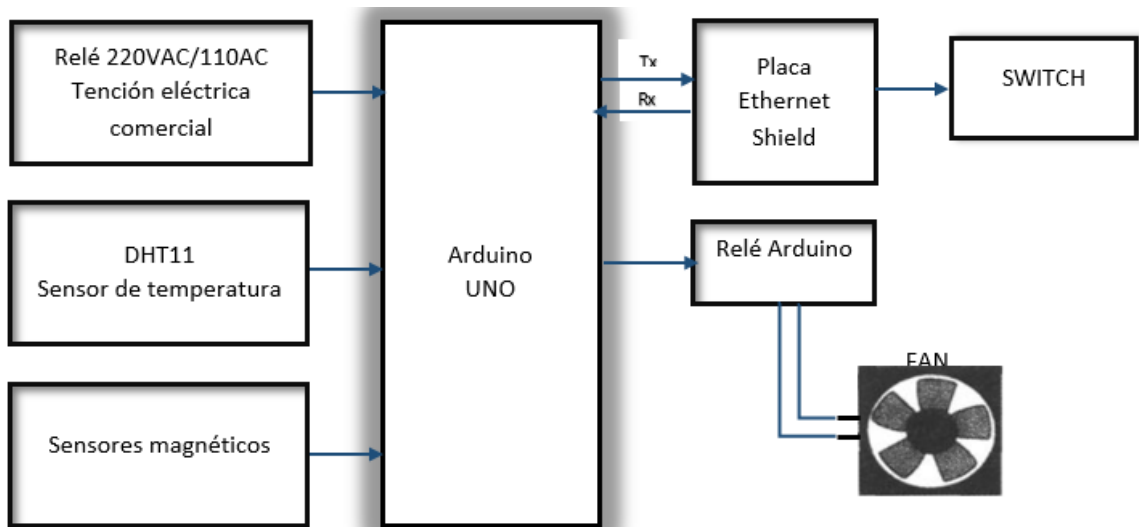 Relé 220VAC/110AC
Tención eléctrica
comercial
DHT11
Sensor de temperatura
Sensores magnéticos
Arduino
UNO
Tx
Rx
Placa
Ethernet
Shield
SWITCH
Relé Arduino
FAN